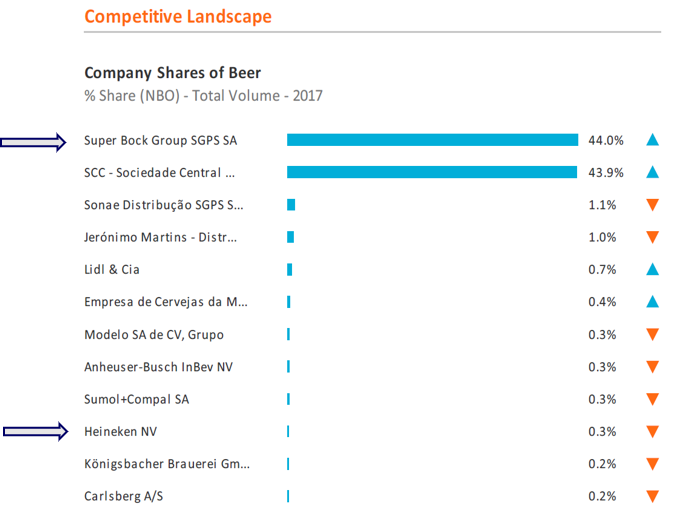 Competitive Landscape
Company Shares of Beer
% Share (NBO) - Total Volume - 2017
Super Bock Group SGPS SA 44.0%
SCC - Sociedade Central ... 43.9%
Sonae Distribução SGPS S... 1.1%
Jerónimo Martins - Distr... 1.0%
Lidl & Cia 0.7%
Empresa de Cervejas da M... 0.4%
Modelo SA de CV, Grupo 0.3%
Anheuser-Busch InBev NV 0.3%
Sumol+Compal SA 0.3%
Heineken NV 0.3%
Königsbacher Brauerei Gm... 0.2%
Carlsberg A/S 0.2%